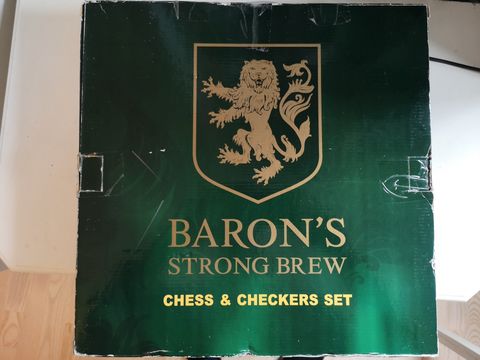 BARON'S
STRONG BREW
CHESS & CHECKERS SET